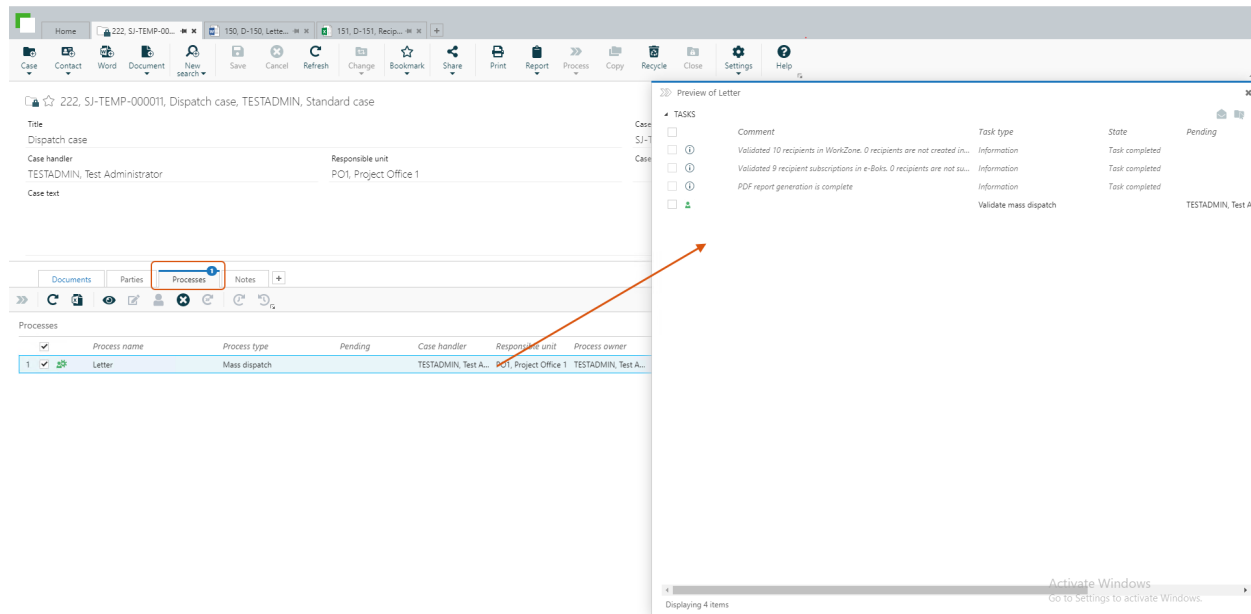 Home 222, SJ-TEMP-00... 150, D-150, Lette... 151, D-151, Recip...
Case Contact Word Document New search Save Cancel Refresh Change Bookmark Share Print Report Process Copy Recycle Close Settings Help
222, SJ-TEMP-000011, Dispatch case, TESTADMIN, Standard case
Title Case
Dispatch case SJ-T
Case handler Responsible unit Case
TESTADMIN, Test Administrator PO1, Project Office 1
Case text
Documents Parties Processes 1 Notes
Processes
Process name Process type Pending Case handler Responsible unit Process owner
1 Letter Mass dispatch TESTADMIN, Test A... PO1, Project Office 1 TESTADMIN, Test A...
Preview of Letter
TASKS
Comment Task type State Pending
Validated 10 recipients in WorkZone. 0 recipients are not created in... Information Task completed
Validated 9 recipient subscriptions in e-Boks. 0 recipients are not su... Information Task completed
PDF report generation is complete Information Task completed
Validate mass dispatch TESTADMIN, Test A
Activate Windows
Go to Settings to activate Windows.
Displaying 4 items